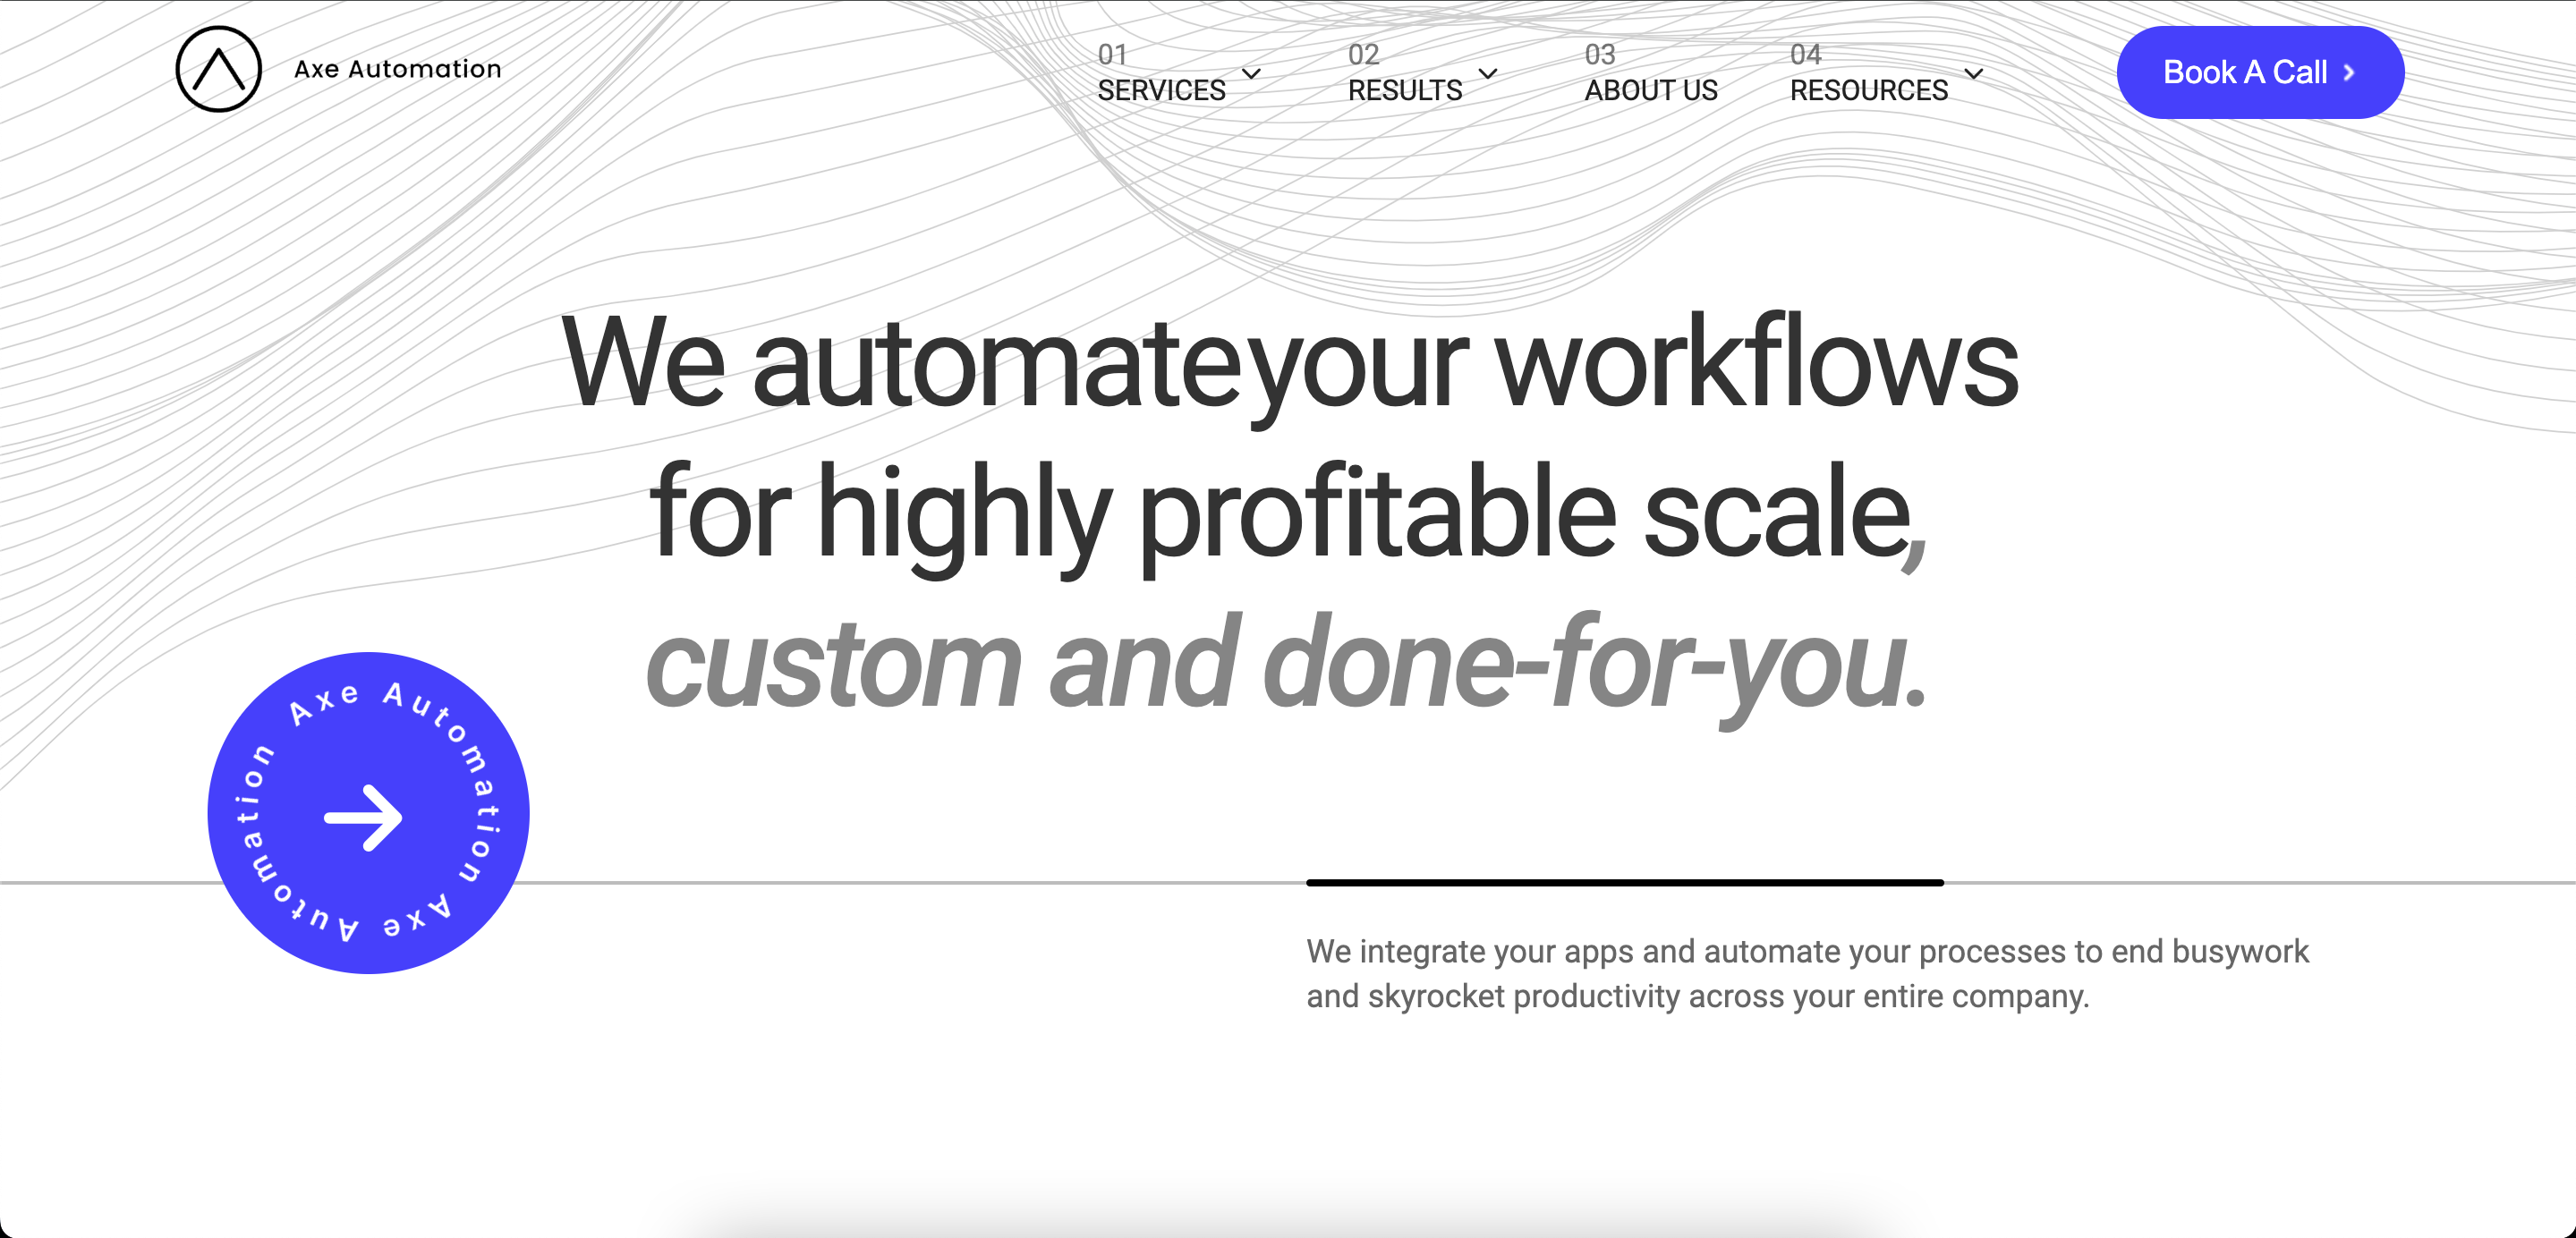 Axe Automation
01
SERVICES
02
RESULTS
03
ABOUT US
04
RESOURCES
Book A Call
We automateyour workflows
for highly profitable scale,
custom and done-for-you.
Axe Automation Axe Automation
We integrate your apps and automate your processes to end busywork
and skyrocket productivity across your entire company.